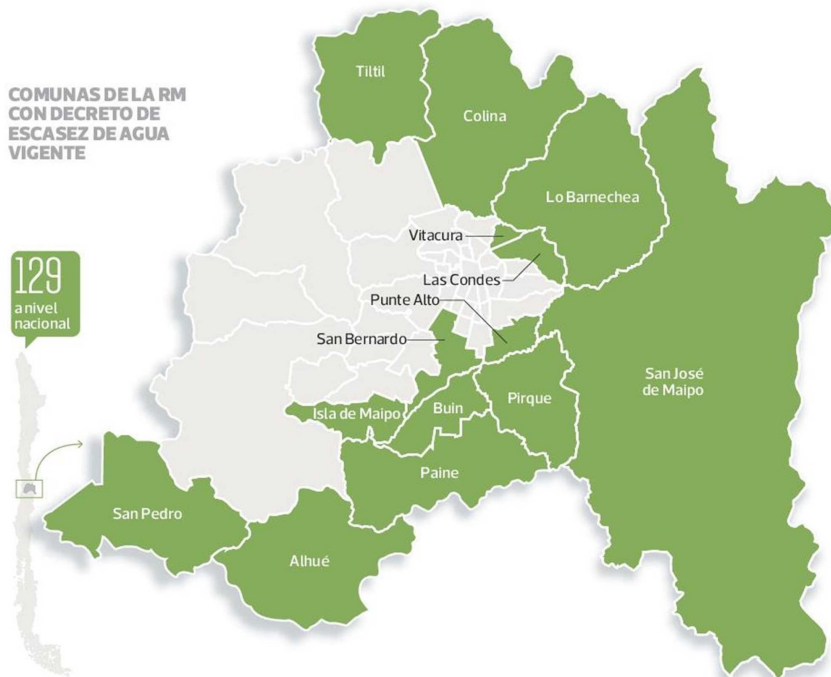 COMUNAS DE LA RM
CON DECRETO DE
ESCASEZ DE AGUA
VIGENTE
129
a nivel
nacional
Tiltil
Colina
Lo Barnechea
Vitacura
Las Condes
Punte Alto
San Bernardo
San José
de Maipo
Isla de Maipo
Buin
Pirque
Paine
San Pedro
Alhué